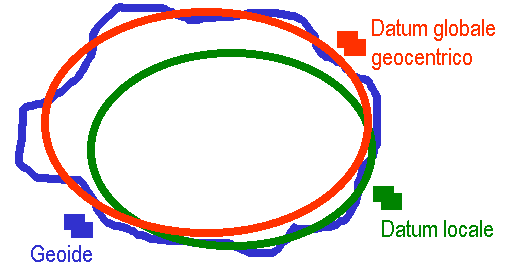 Datum globale
geocentrico
Datum locale
Geoide